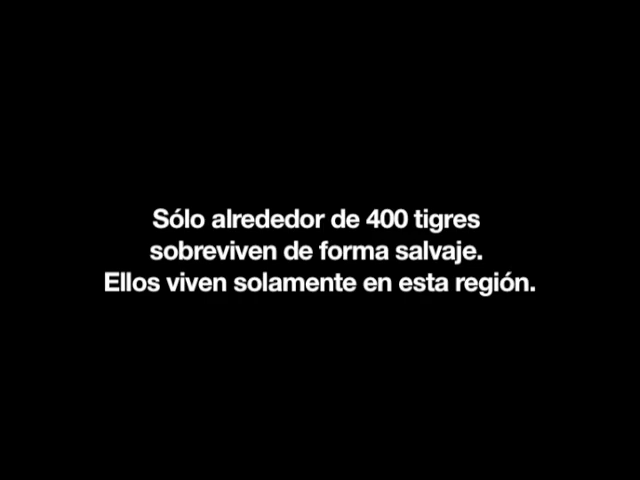 Sólo alrededor de 400 tigres
sobreviven de forma salvaje.
Ellos viven solamente en esta región.